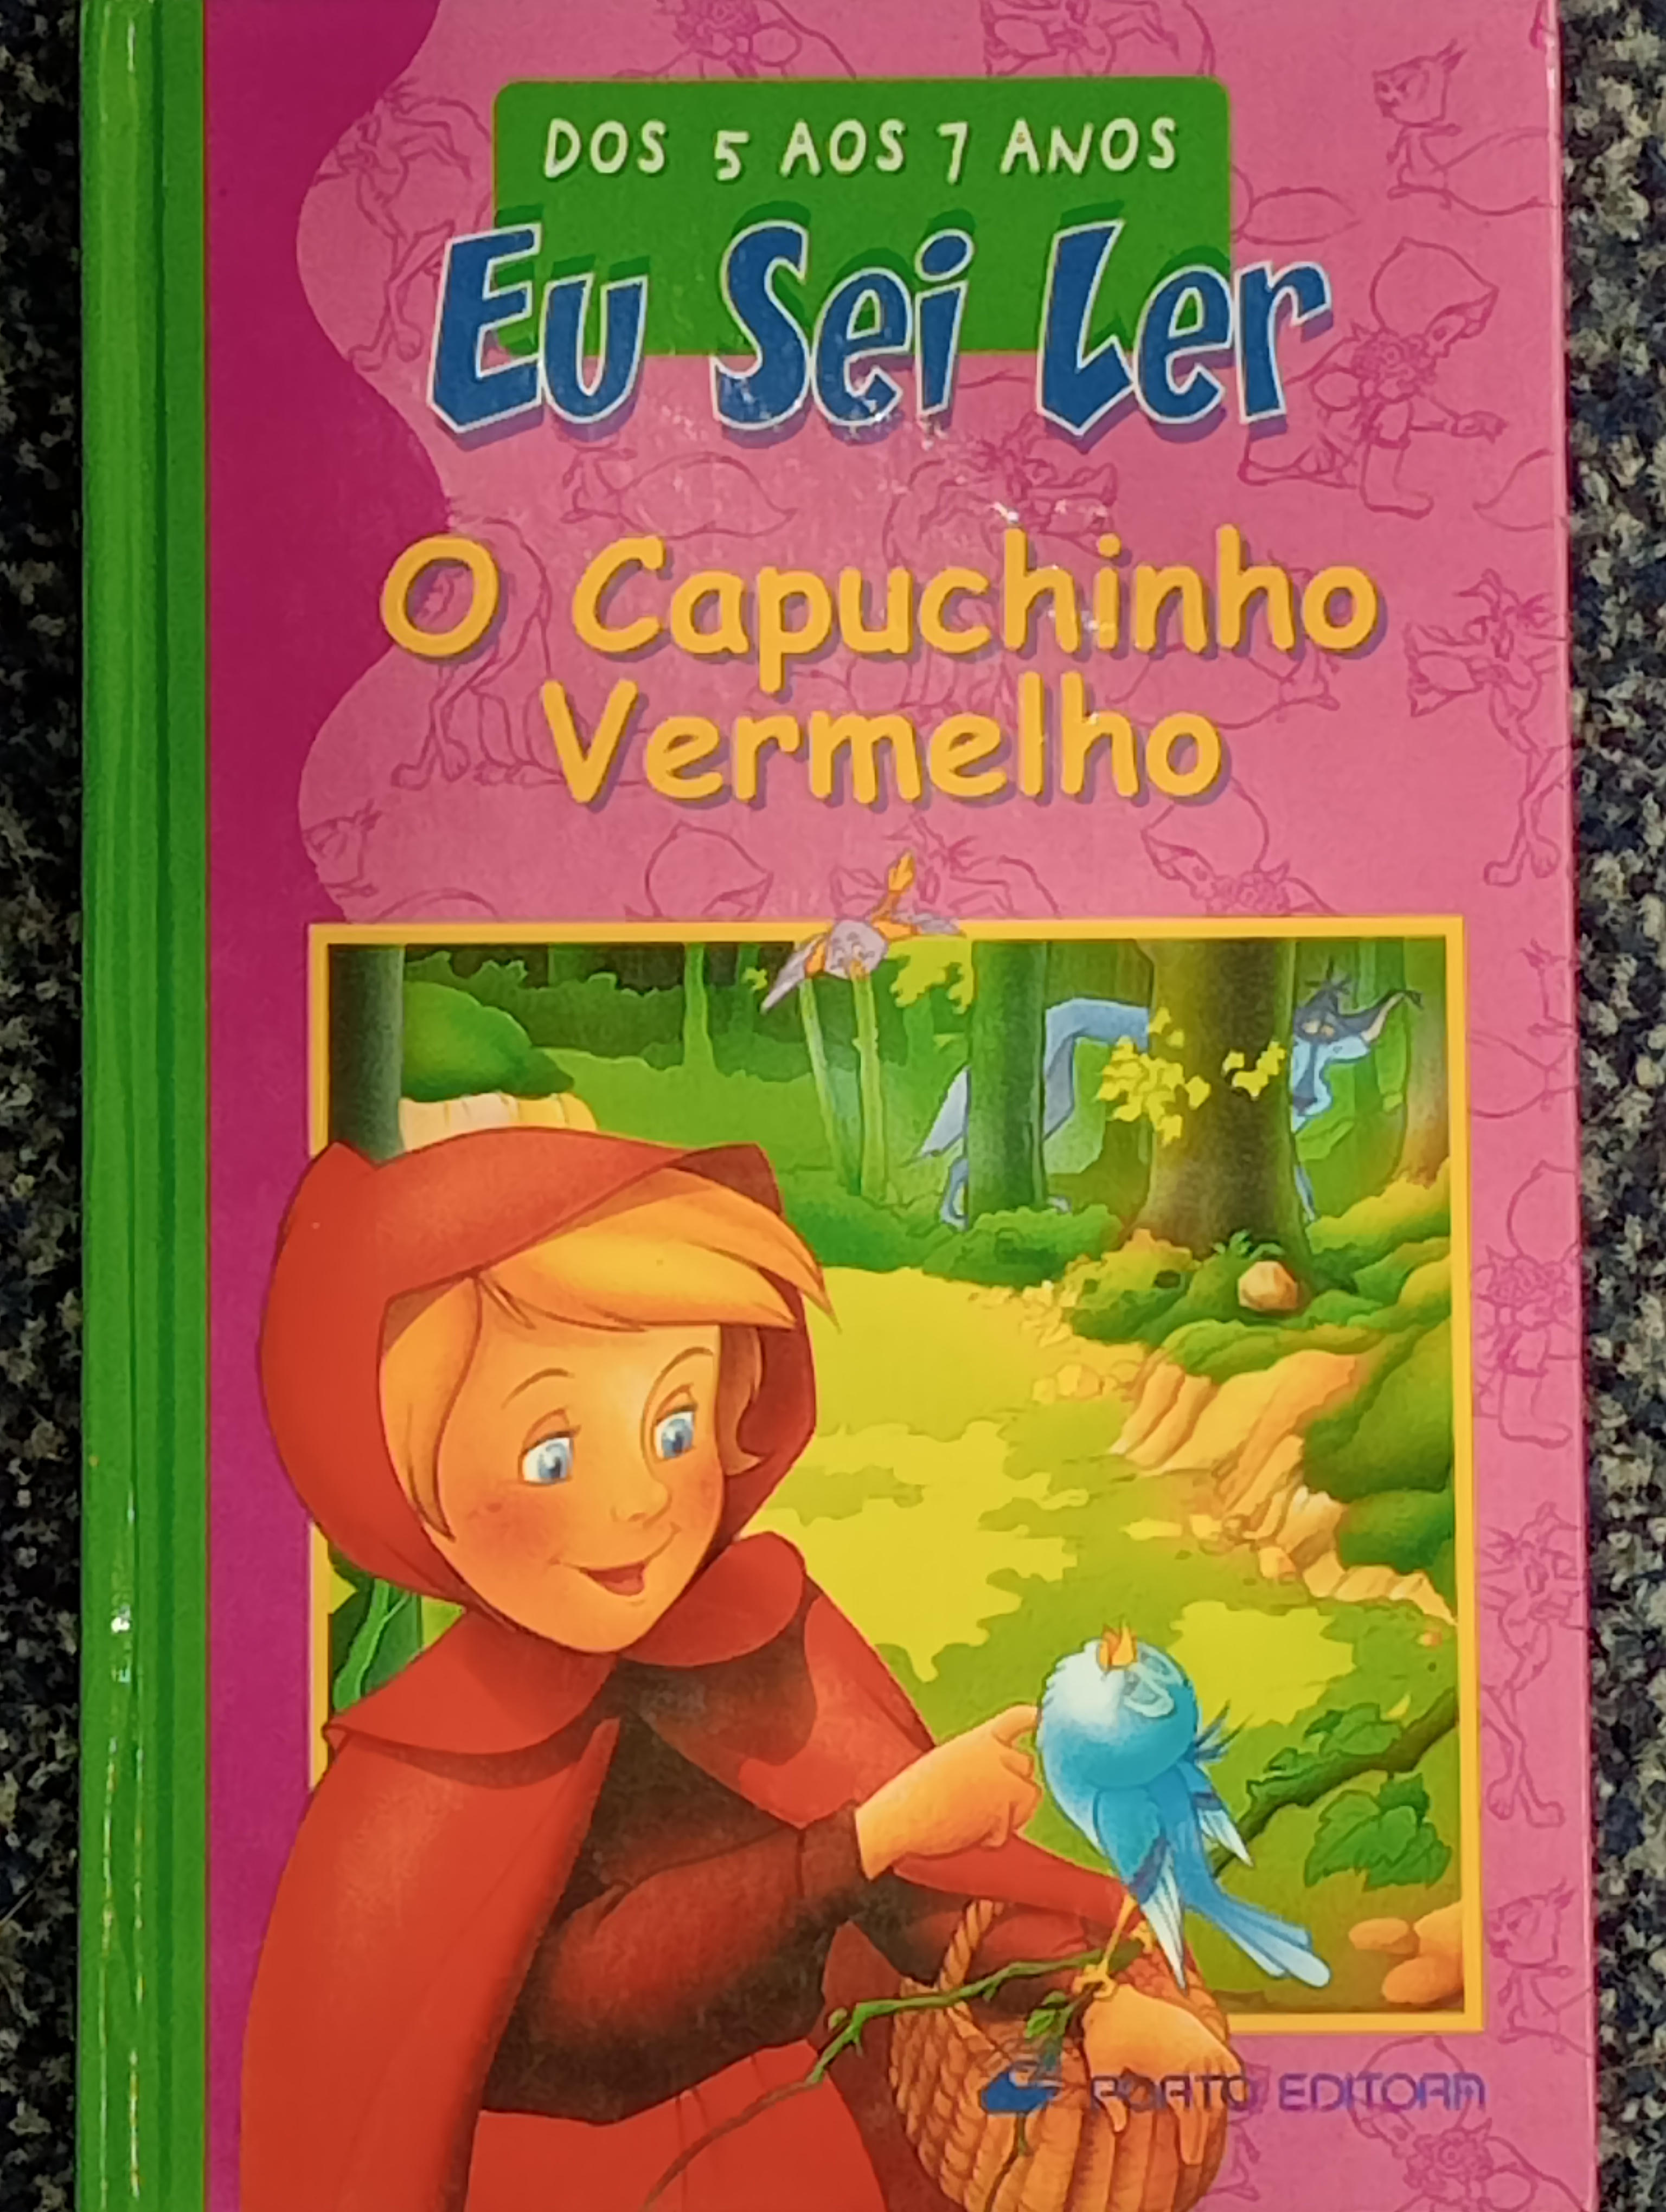 DOS 5 AOS 7 ANOS
Eu Sei Ler
O Capuchinho
Vermelho
PORTO EDITORA